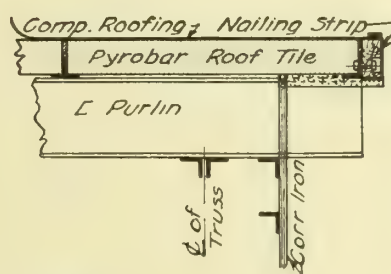 Comp. Roofing Nailing Strip
Pyrobar Roof Tile
[ Purlin
℄ of
Truss
Corr Iron